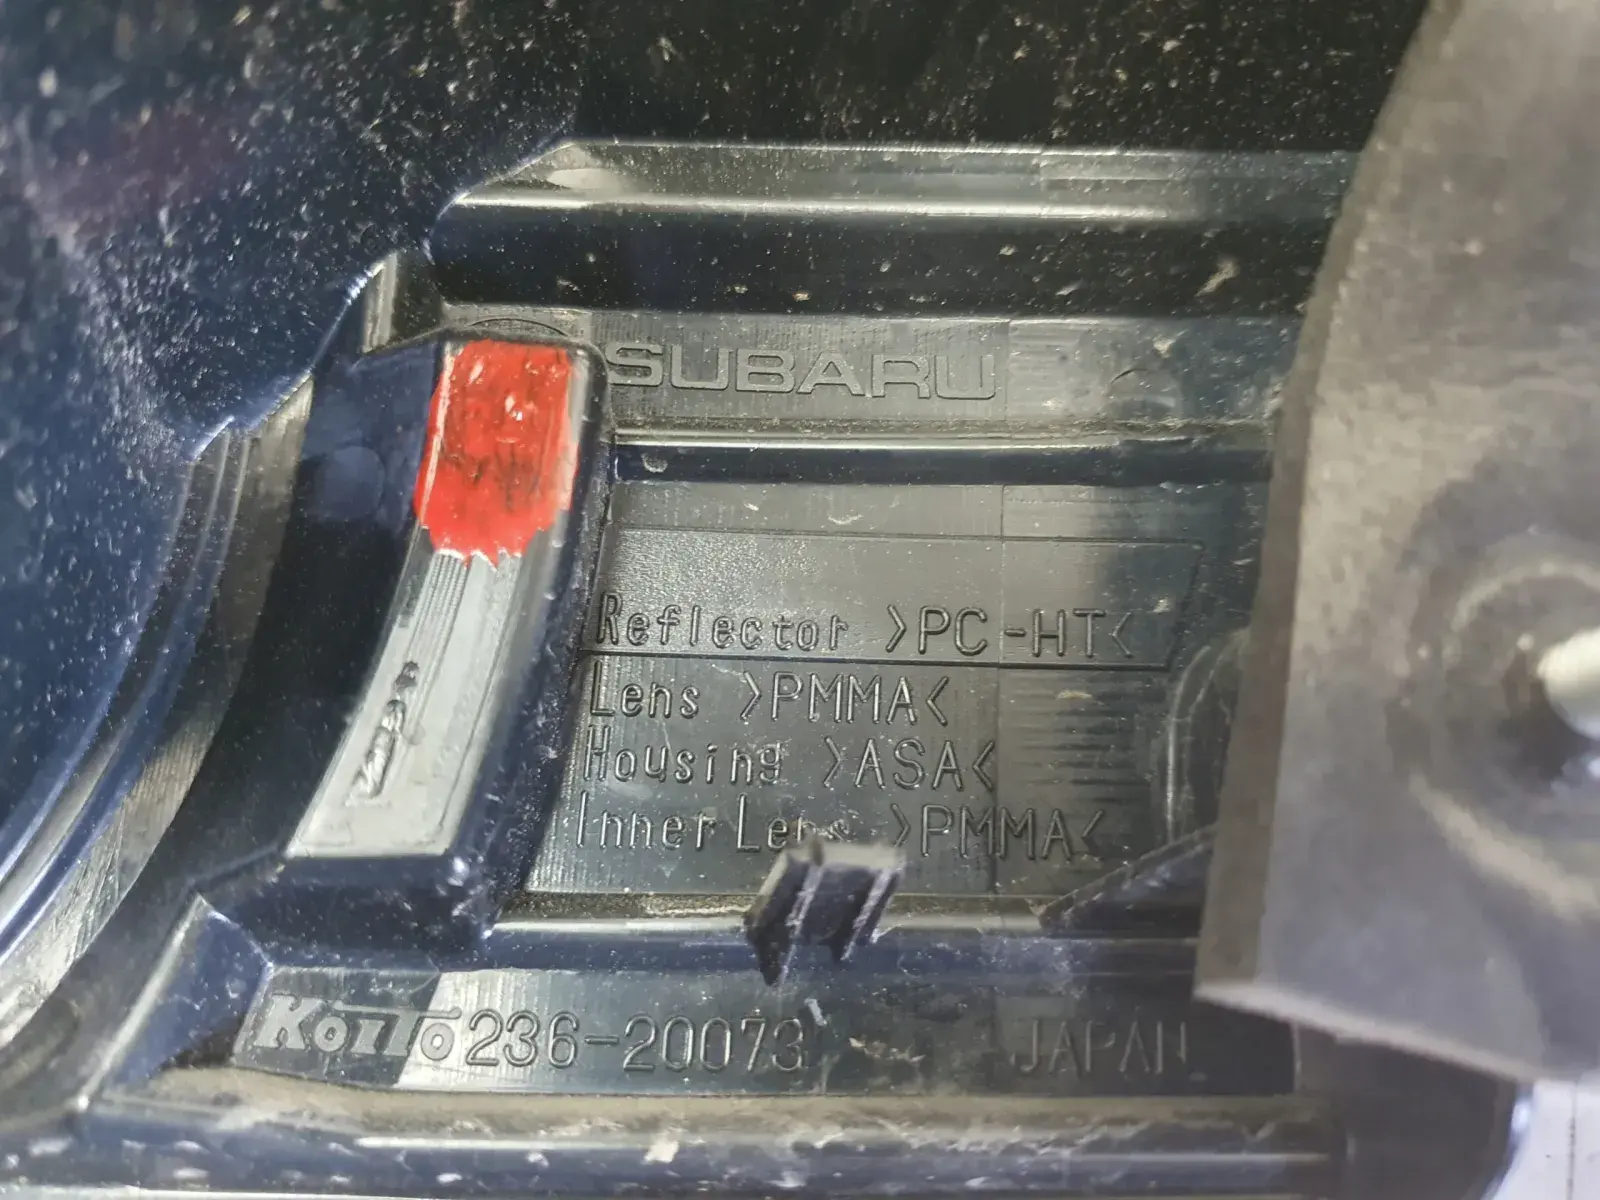 SUBARU
Reflector >PC-HT<
Lens >PMMA<
Housing >ASA<
Inner Lens >PMMA<
KOITO 236-20073 JAPAN